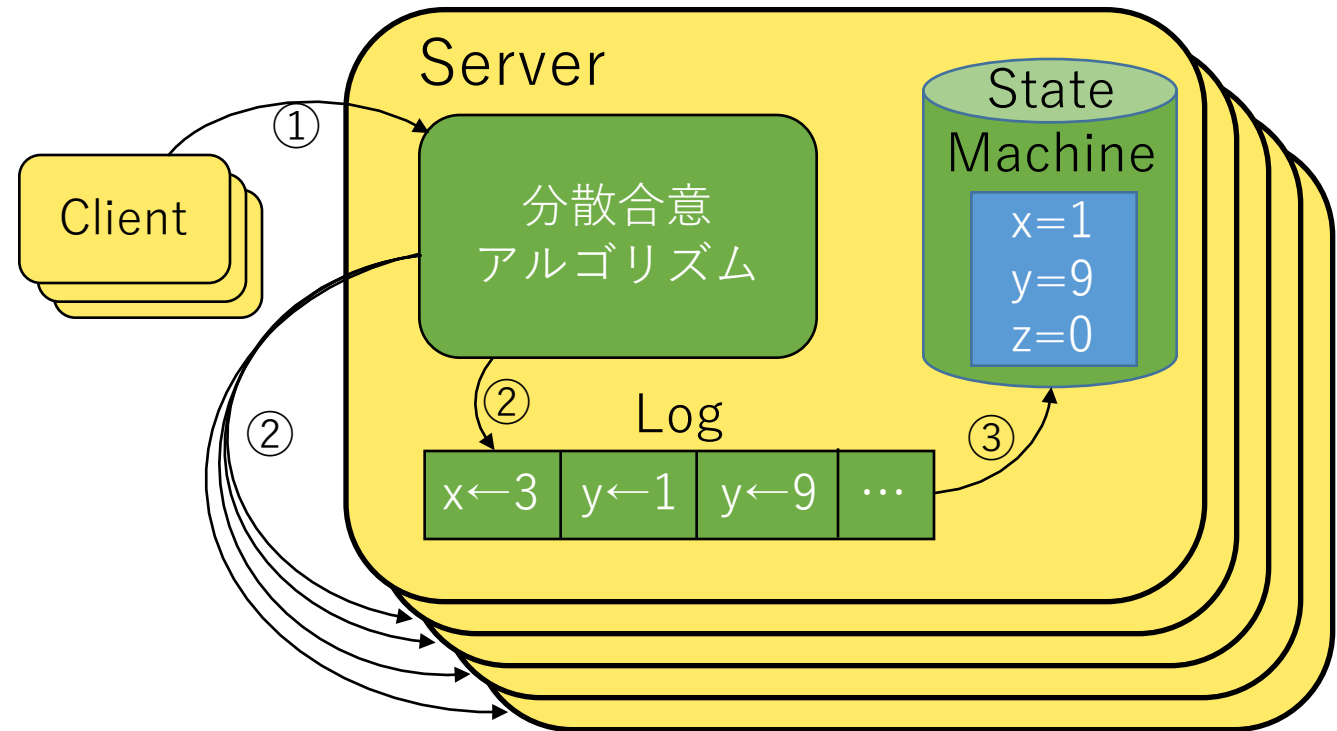 Server
State
Machine
①
Client
分散合意
アルゴリズム
x=1
y=9
z=0
②
②
Log
③
x←3
y←1
y←9
…